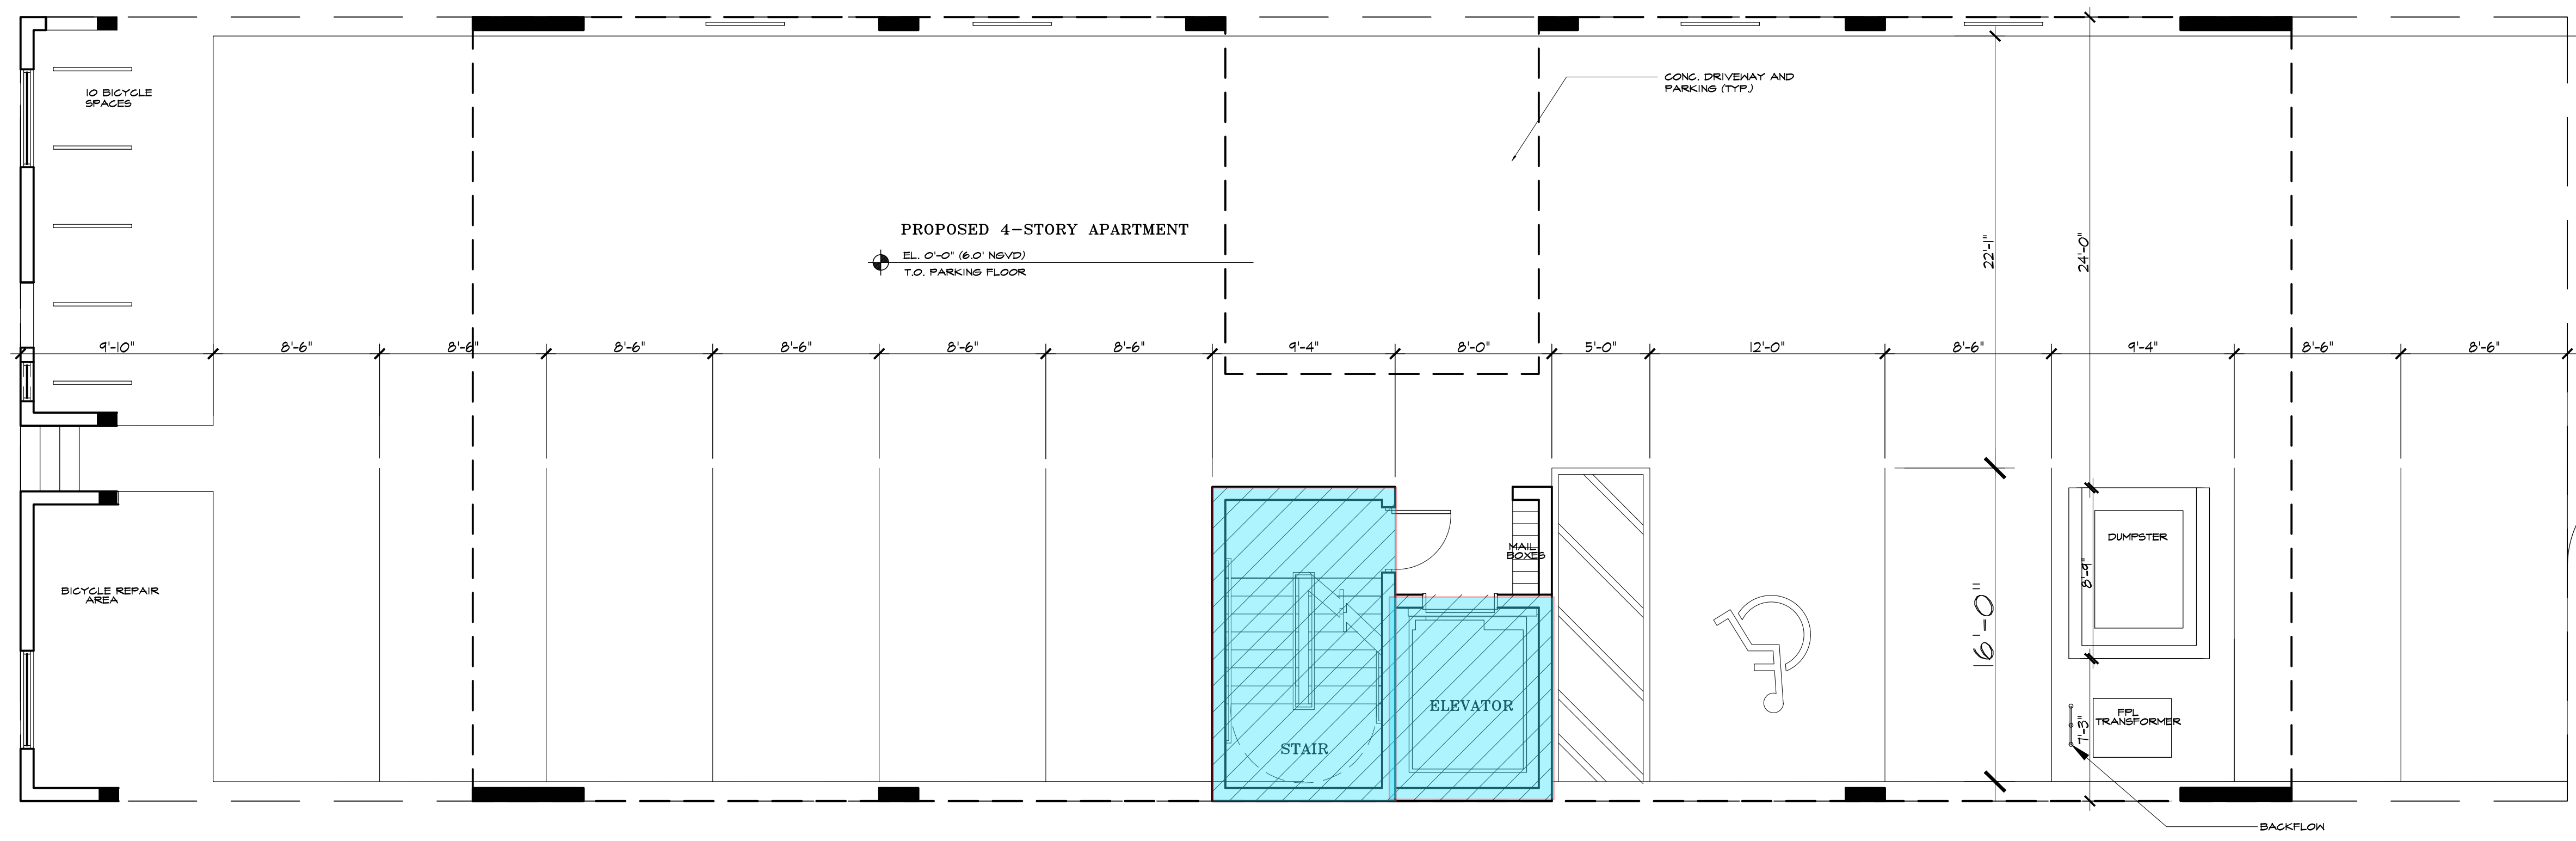 10 BICYCLE
SPACES
CONC. DRIVEWAY AND
PARKING (TYP.)
PROPOSED 4-STORY APARTMENT
EL. 0'-0" (6.0' NGVD)
T.O. PARKING FLOOR
22'-1"
24'-0"
9'-10"
8'-6"
8'-6"
8'-6"
8'-6"
8'-6"
8'-6"
9'-4"
8'-0"
5'-0"
12'-0"
8'-6"
9'-4"
8'-6"
8'-6"
MAIL
BOXES
DUMPSTER
8'-9"
BICYCLE REPAIR
AREA
16'-0"
ELEVATOR
STAIR
FPL
TRANSFORMER
7'-3"
BACKFLOW